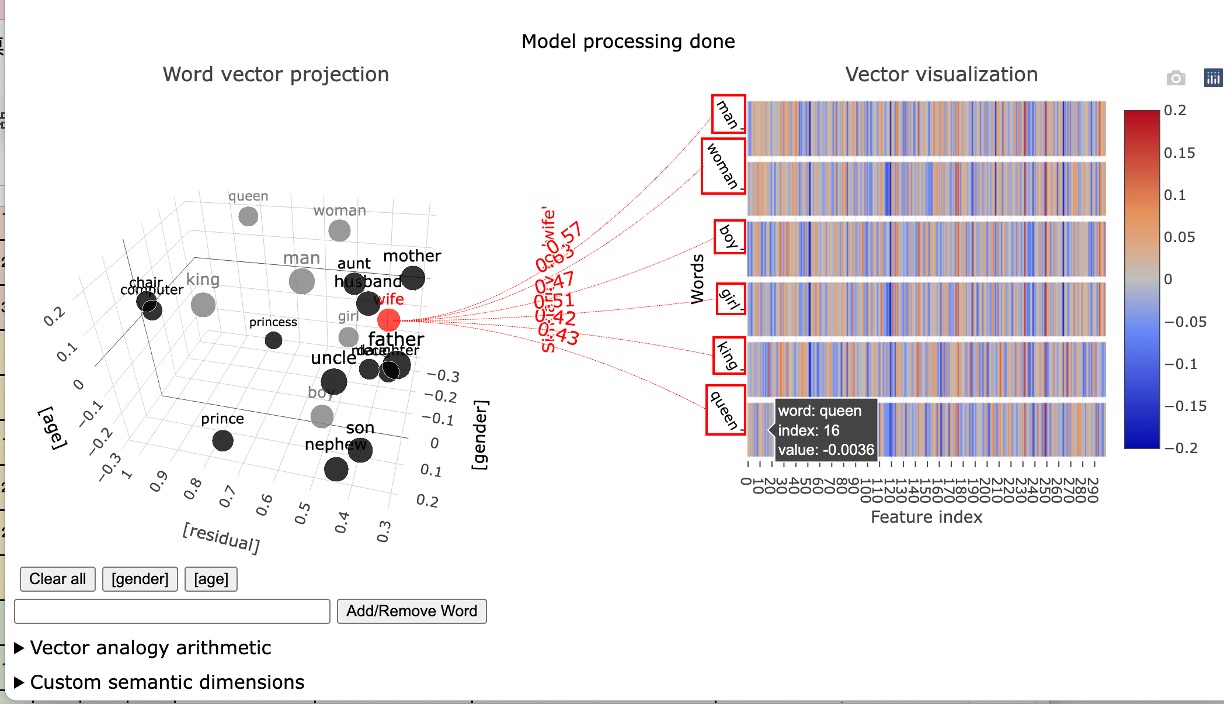 Model processing done
Word vector projection
Vector visualization
queen
woman
mother
man
aunt
husband
king
chair
computer
wife
girl
princess
father
daughter
uncle
boy
prince
son
nephew
0.2
0.1
0
−0.1
−0.2
−0.3
[age]
1
0.9
0.8
0.7
0.6
0.5
0.4
0.3
[residual]
−0.3
−0.2
−0.1
0
0.1
0.2
[gender]
0.57
0.63
0.47
0.51
0.42
0.43
Words
man
woman
boy
girl
king
queen
word: queen
index: 16
value: -0.0036
0 10 20 30 40 50 60 70 80 90 100 110 120 130 140 150 160 170 180 190 200 210 220 230 240 250 260 270 280 290
Feature index
0.2
0.15
0.1
0.05
0
−0.05
−0.1
−0.15
−0.2
Clear all [gender] [age]
Add/Remove Word
Vector analogy arithmetic
Custom semantic dimensions